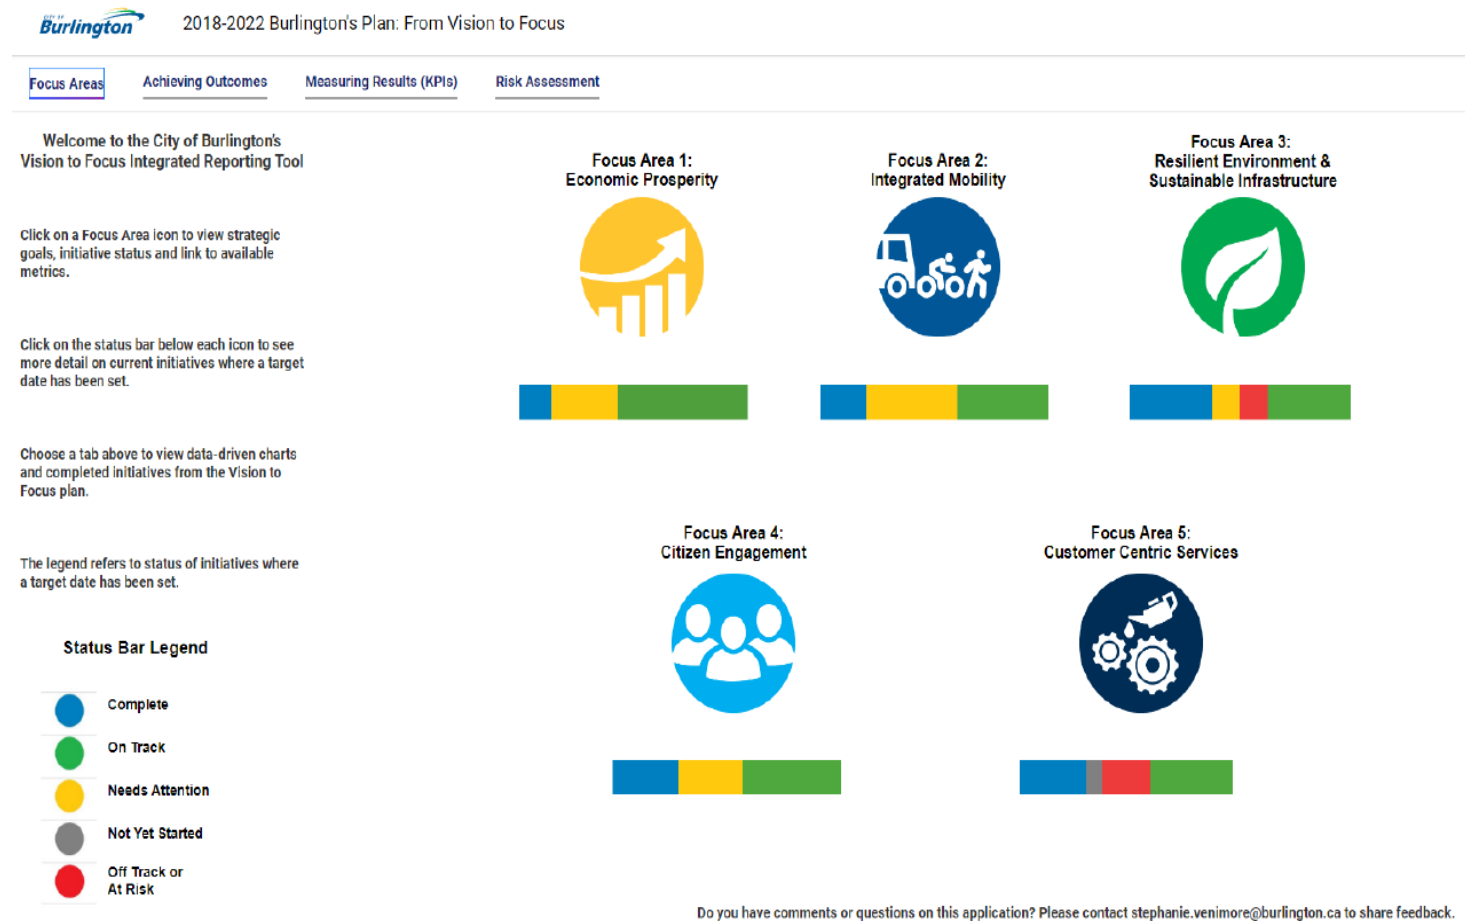 CITY OF
Burlington
2018-2022 Burlington's Plan: From Vision to Focus
Focus Areas
Achieving Outcomes
Measuring Results (KPIs)
Risk Assessment
Welcome to the City of Burlington's
Vision to Focus Integrated Reporting Tool
Click on a Focus Area icon to view strategic
goals, initiative status and link to available
metrics.
Click on the status bar below each icon to see
more detail on current initiatives where a target
date has been set.
Choose a tab above to view data-driven charts
and completed initiatives from the Vision to
Focus plan.
The legend refers to status of initiatives where
a target date has been set.
Status Bar Legend
Complete
On Track
Needs Attention
Not Yet Started
Off Track or
At Risk
Focus Area 1:
Economic Prosperity
Focus Area 2:
Integrated Mobility
Focus Area 3:
Resilient Environment &
Sustainable Infrastructure
Focus Area 4:
Citizen Engagement
Focus Area 5:
Customer Centric Services
Do you have comments or questions on this application? Please contact stephanie.venimore@burlington.ca to share feedback.